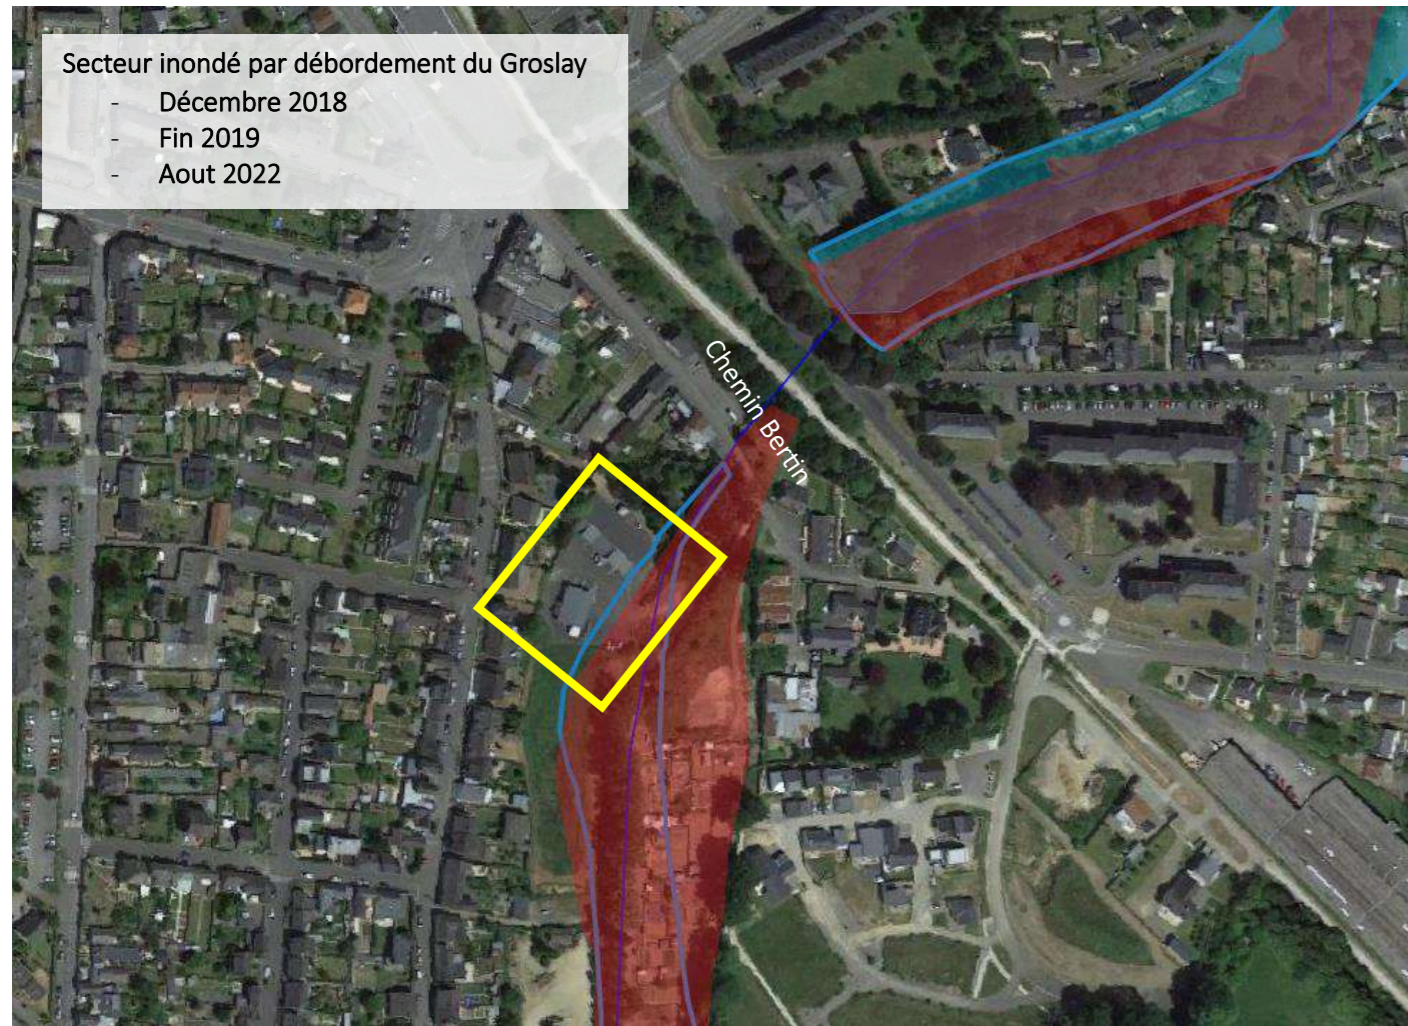 Secteur inondé par débordement du Groslay
- Décembre 2018
- Fin 2019
- Aout 2022
Chemin Bertin